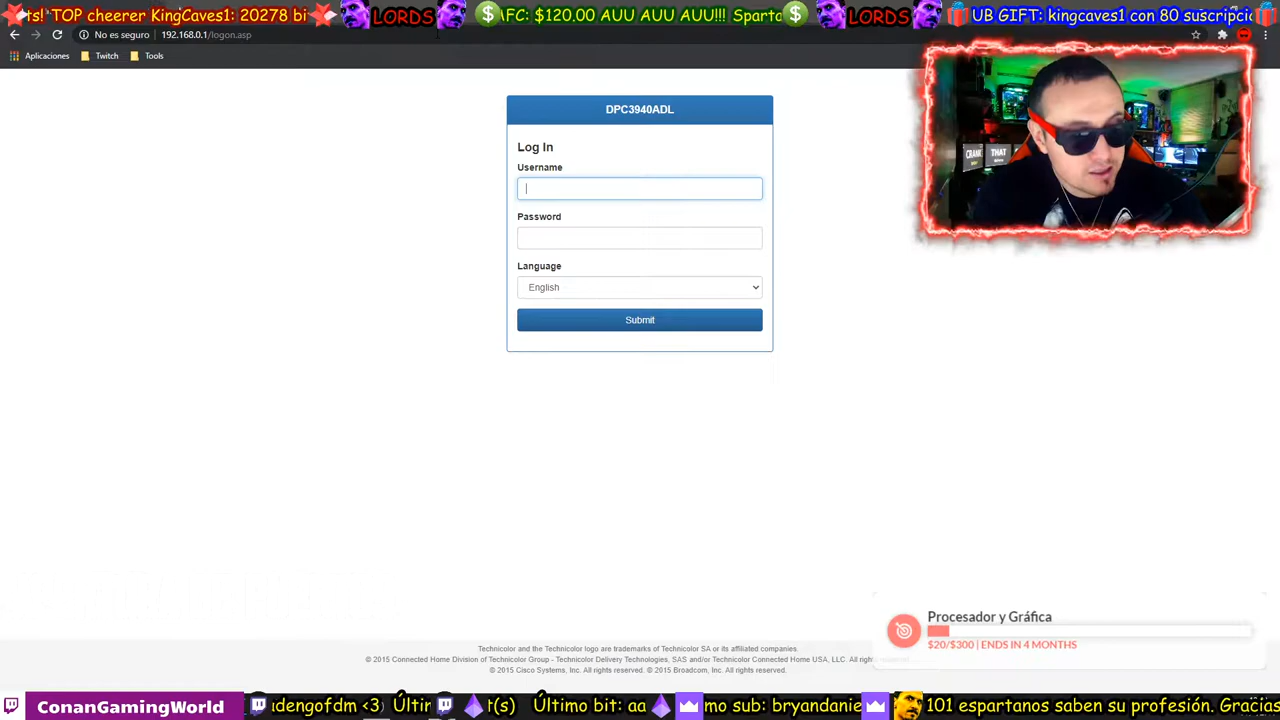 ts! TOP cheerer KingCaves1: 20278 bi
LORDS
AFC: $120.00 AUU AUU AUU!!! Sparta
LORDS
UB GIFT: kingcaves1 con 80 suscripcio
No es seguro 192.168.0.1/logon.asp
Aplicaciones Twitch Tools
DPC3940ADL
Log In
Username
Password
Language
English
Submit
CRANK THAT
Procesador y Gráfica
$20/$300 | ENDS IN 4 MONTHS
Technicolor and the Technicolor logo are trademarks of Technicolor SA or its affiliated companies.
© 2015 Connected Home Division of Technicolor Group - Technicolor Delivery Technologies, SAS and/or Technicolor Connected Home USA, LLC. All rights reserved.
© 2015 Cisco Systems, Inc. All rights reserved. © 2015 Broadcom, Inc. All rights reserved.
ConanGamingWorld
adengofdm <3) Últir
t(s) Último bit: aa
mo sub: bryandanie
101 espartanos saben su profesión. Gracias